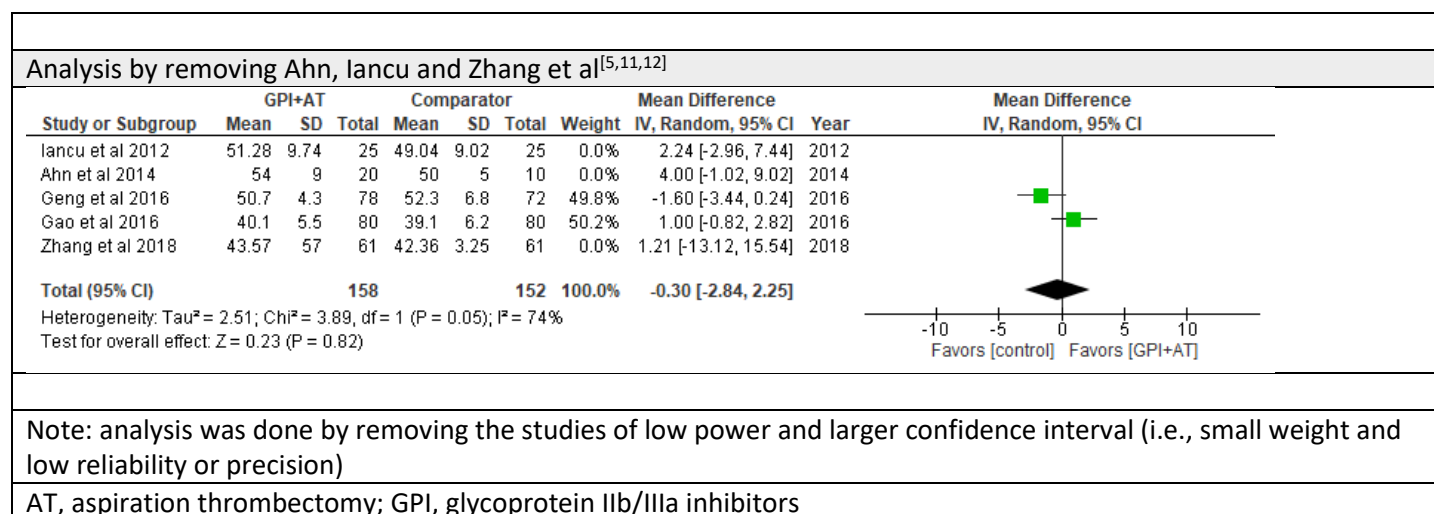 Analysis by removing Ahn, Iancu and Zhang et al[5,11,12]
GPI+AT Comparator Mean Difference Mean Difference
Study or Subgroup Mean SD Total Mean SD Total Weight IV, Random, 95% CI Year IV, Random, 95% CI
Iancu et al 2012 51.28 9.74 25 49.04 9.02 25 0.0% 2.24 [-2.96, 7.44] 2012
Ahn et al 2014 54 9 20 50 5 10 0.0% 4.00 [-1.02, 9.02] 2014
Geng et al 2016 50.7 4.3 78 52.3 6.8 72 49.8% -1.60 [-3.44, 0.24] 2016
Gao et al 2016 40.1 5.5 80 39.1 6.2 80 50.2% 1.00 [-0.82, 2.82] 2016
Zhang et al 2018 43.57 57 61 42.36 3.25 61 0.0% 1.21 [-13.12, 15.54] 2018
Total (95% CI) 158 152 100.0% -0.30 [-2.84, 2.25]
Heterogeneity: Tau² = 2.51; Chi² = 3.89, df = 1 (P = 0.05); I² = 74%
Test for overall effect: Z = 0.23 (P = 0.82)
-10 -5 0 5 10
Favors [control] Favors [GPI+AT]
Note: analysis was done by removing the studies of low power and larger confidence interval (i.e., small weight and
low reliability or precision)
AT, aspiration thrombectomy; GPI, glycoprotein IIb/IIIa inhibitors